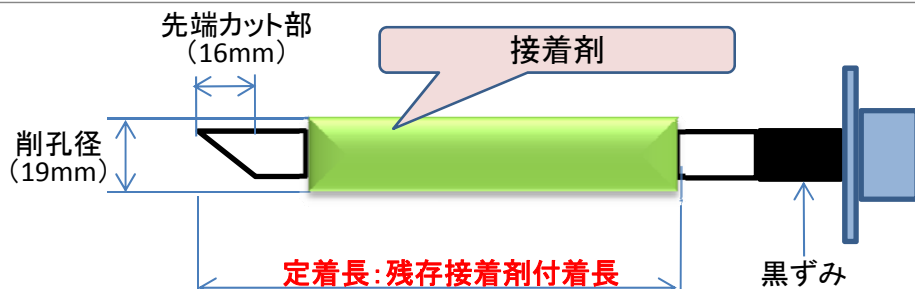 先端カット部
(16mm)
接着剤
削孔径
(19mm)
定着長:残存接着剤付着長
黒ずみ